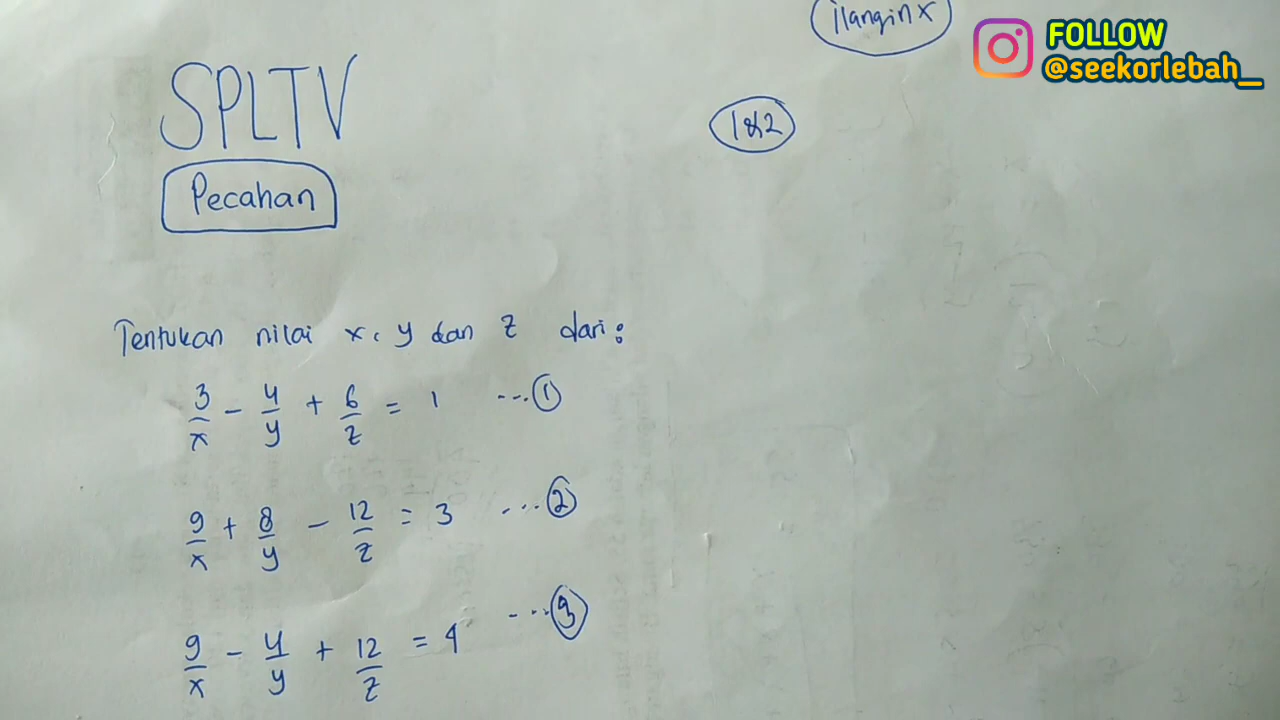 ilangin x
FOLLOW
@seekorlebah_
SPLTV
1&2
Pecahan
Tentukan nilai x, y dan z dari:
3/x - 4/y + 6/z = 1 ...①
9/x + 8/y - 12/z = 3 ...②
9/x - 4/y + 12/z = 4 ...③